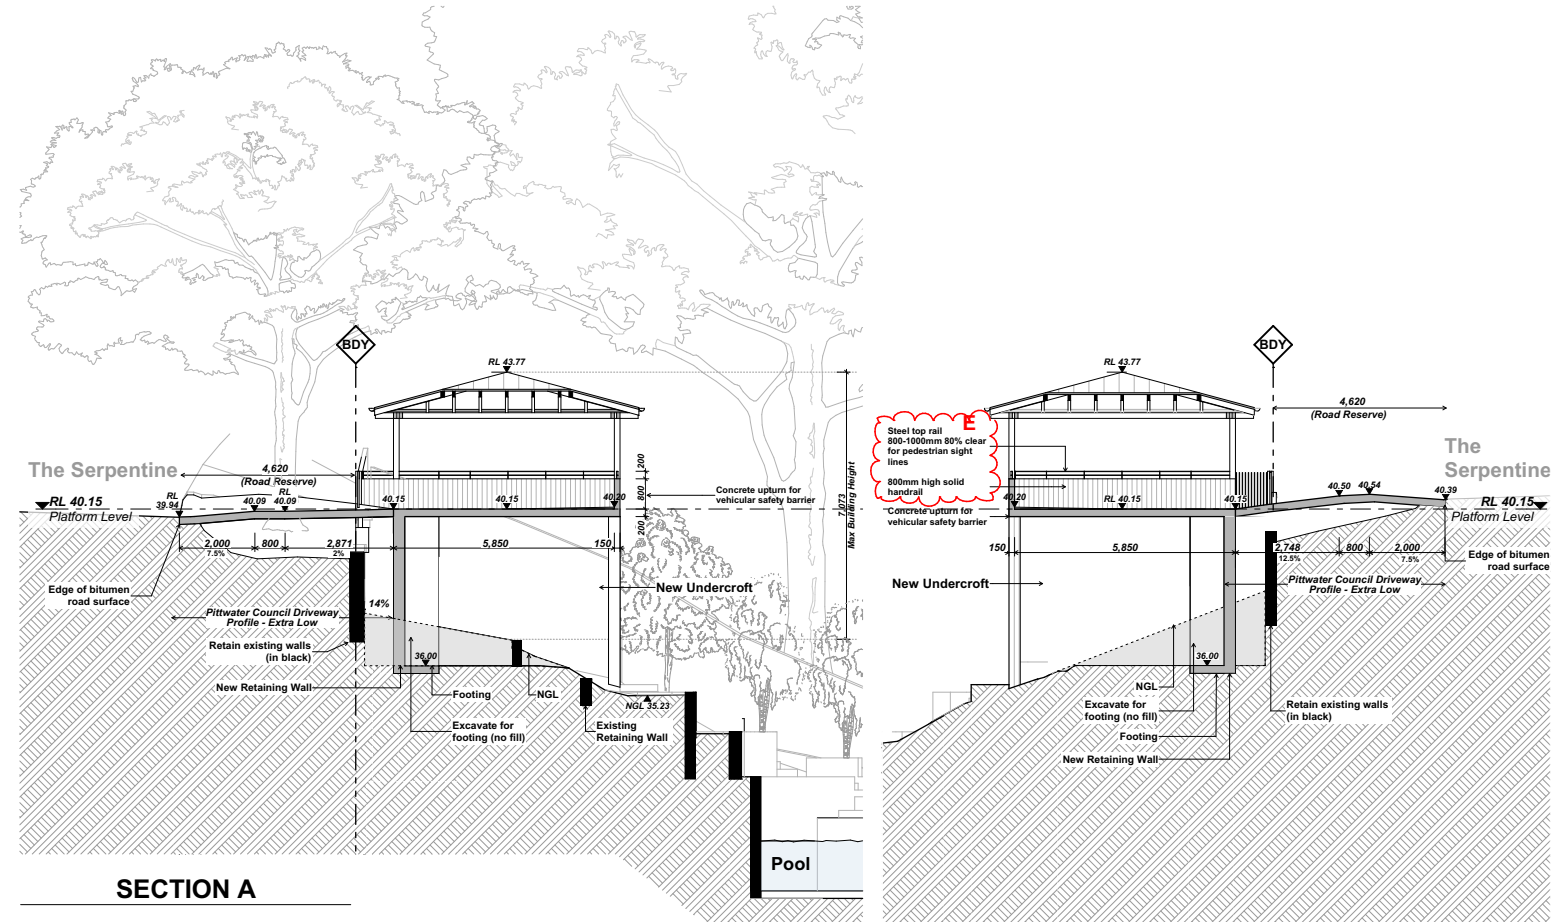 BDY
RL 43.77
The Serpentine
4,620
(Road Reserve)
RL 40.15
Platform Level
RL
39.94
40.09
RL
40.09
40.15
40.15
40.20
200
800
200
Concrete upturn for
vehicular safety barrier
7,073
Max Building Height
2,000
7.5%
800
2,871
2%
5,850
150
Edge of bitumen
road surface
14%
New Undercroft
Pittwater Council Driveway
Profile - Extra Low
Retain existing walls
(in black)
36.00
New Retaining Wall
Footing
NGL
NGL 35.23
Excavate for
footing (no fill)
Existing
Retaining Wall
Pool
SECTION A
BDY
RL 43.77
4,620
(Road Reserve)
E
Steel top rail
800-1000mm 80% clear
for pedestrian sight
lines
800mm high solid
handrail
Concrete upturn for
vehicular safety barrier
The
Serpentine
40.20
RL 40.15
40.15
40.50
40.54
40.39
RL 40.15
Platform Level
150
5,850
2,748
12.5%
800
2,000
7.5%
Edge of bitumen
road surface
New Undercroft
Pittwater Council Driveway
Profile - Extra Low
36.00
NGL
Excavate for
footing (no fill)
Retain existing walls
(in black)
Footing
New Retaining Wall